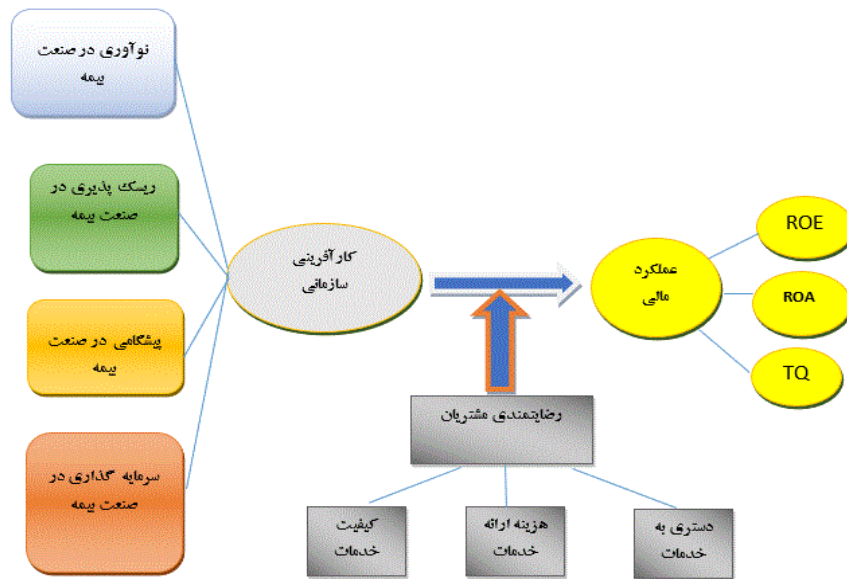 نوآوری در صنعت
بیمه
ریسک پذیری در
صنعت بیمه
پیشگامی در صنعت
بیمه
سرمایه گذاری در
صنعت بیمه
کارآفرینی
سازمانی
عملکرد
مالی
ROE
ROA
TQ
رضایتمندی مشتریان
کیفیت
خدمات
هزینه ارائه
خدمات
دستری به
خدمات